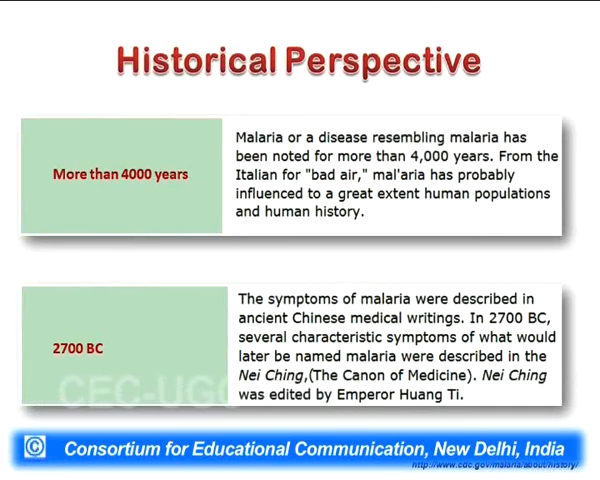 Historical Perspective
More than 4000 years
Malaria or a disease resembling malaria has
been noted for more than 4,000 years. From the
Italian for "bad air," mal'aria has probably
influenced to a great extent human populations
and human history.
2700 BC
The symptoms of malaria were described in
ancient Chinese medical writings. In 2700 BC,
several characteristic symptoms of what would
later be named malaria were described in the
Nei Ching,(The Canon of Medicine). Nei Ching
was edited by Emperor Huang Ti.
CEC-UGC
© Consortium for Educational Communication, New Delhi, India
http://www.cdc.gov/malaria/about/history/